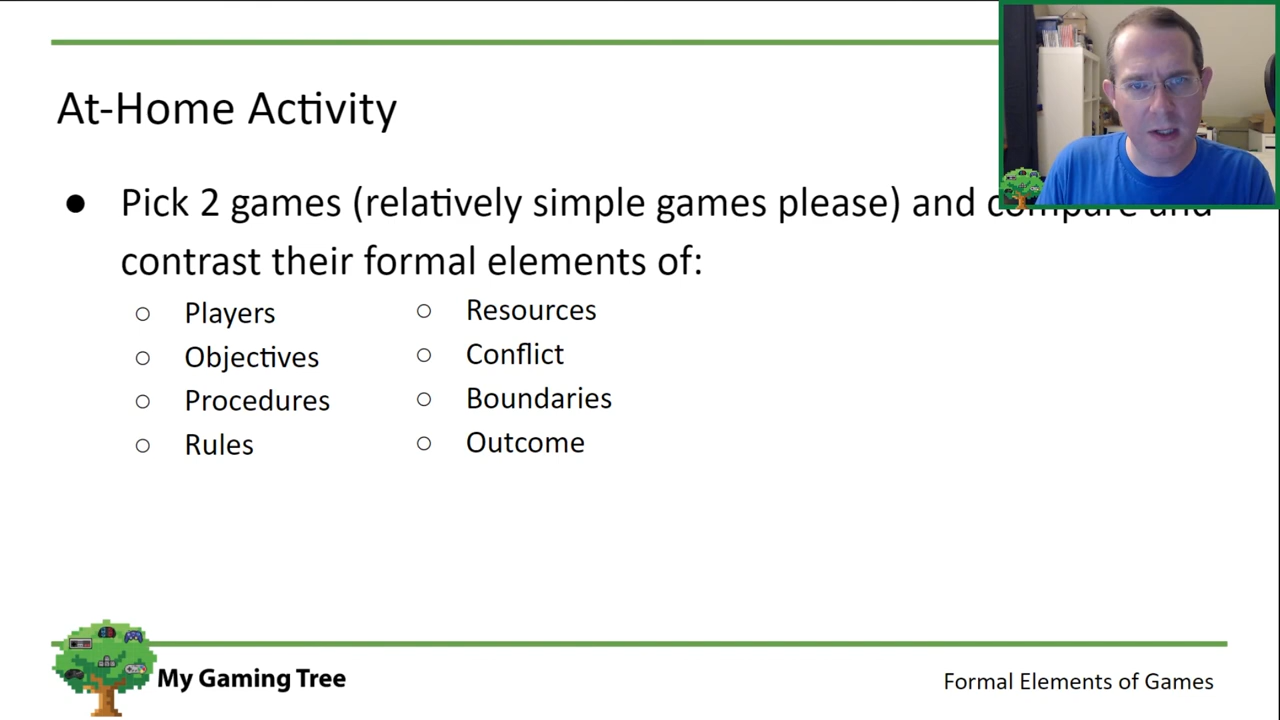 At-Home Activity
● Pick 2 games (relatively simple games please) and compare and
contrast their formal elements of:
○ Players
○ Objectives
○ Procedures
○ Rules
○ Resources
○ Conflict
○ Boundaries
○ Outcome
My Gaming Tree
Formal Elements of Games